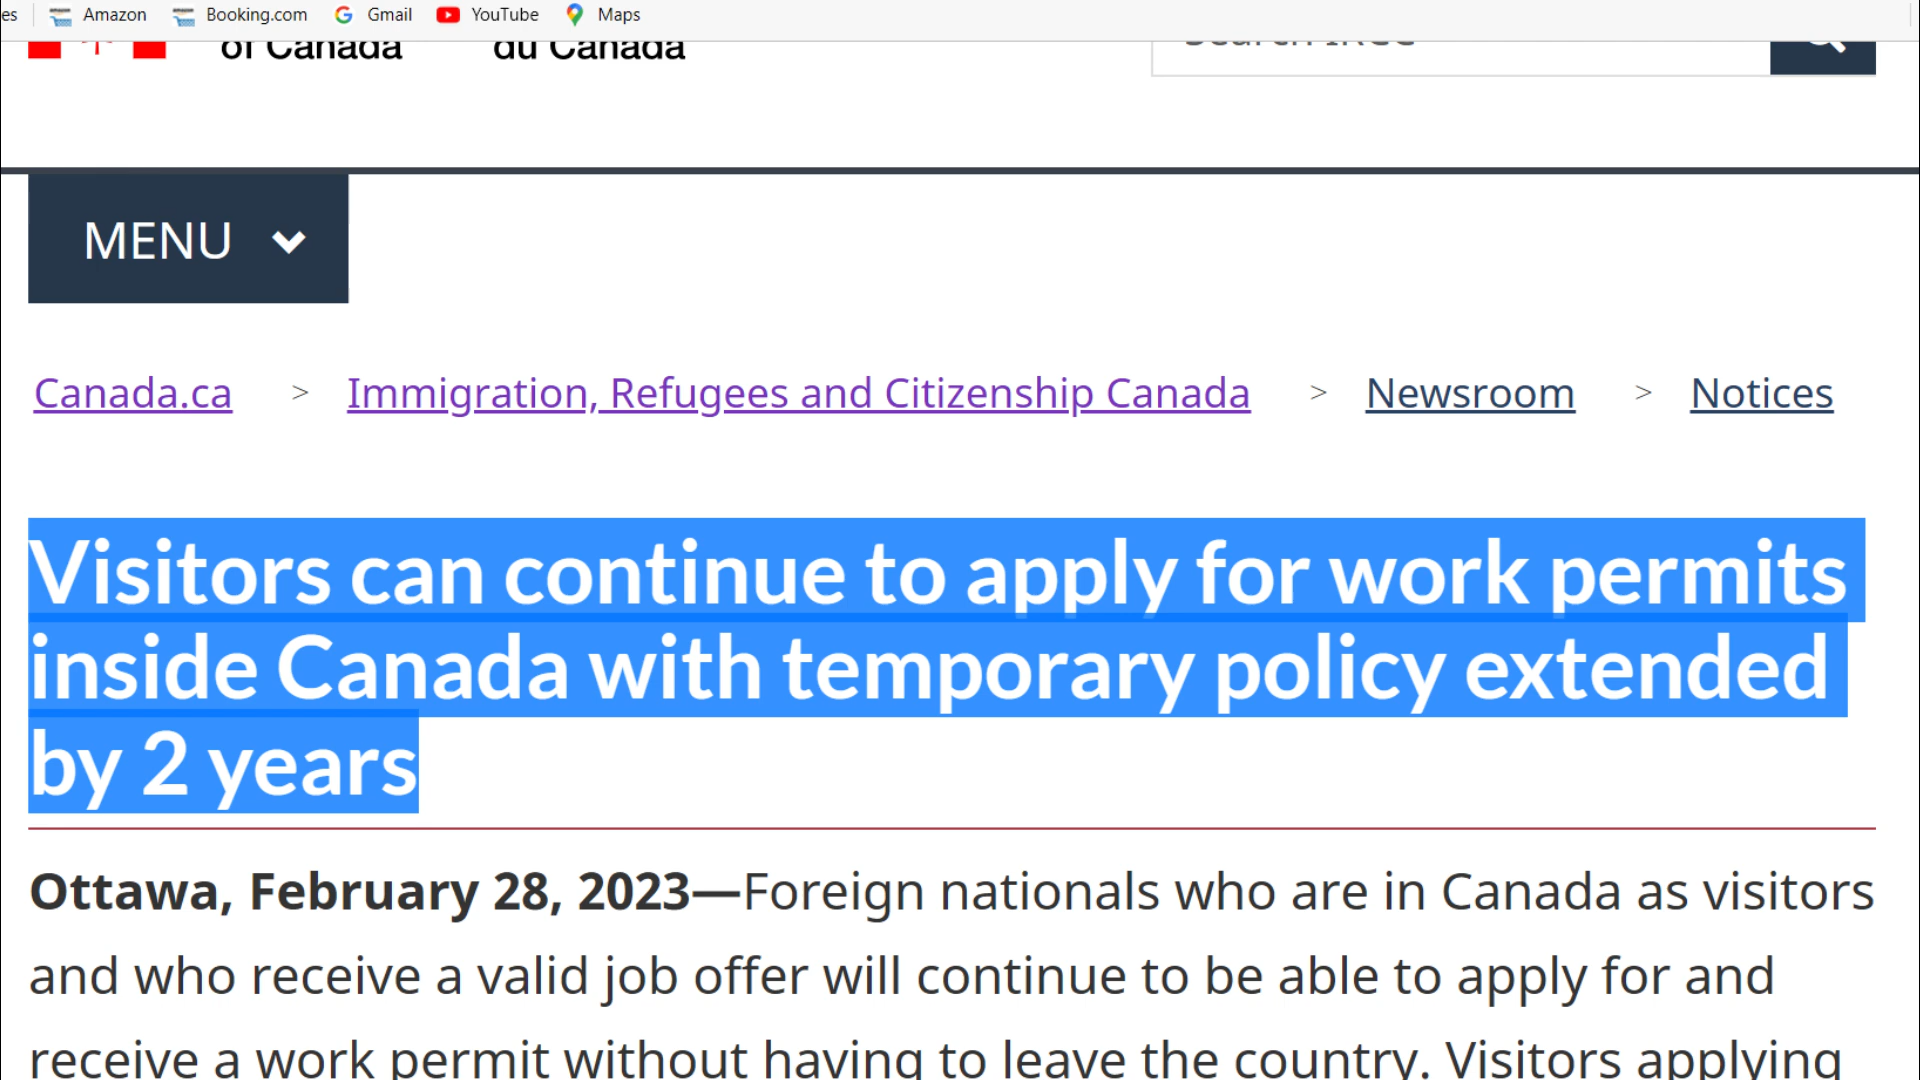 es Amazon Booking.com Gmail YouTube Maps
of Canada du Canada Search IRCC
MENU
Canada.ca > Immigration, Refugees and Citizenship Canada > Newsroom > Notices
Visitors can continue to apply for work permits
inside Canada with temporary policy extended
by 2 years
Ottawa, February 28, 2023—Foreign nationals who are in Canada as visitors
and who receive a valid job offer will continue to be able to apply for and
receive a work permit without having to leave the country. Visitors applying